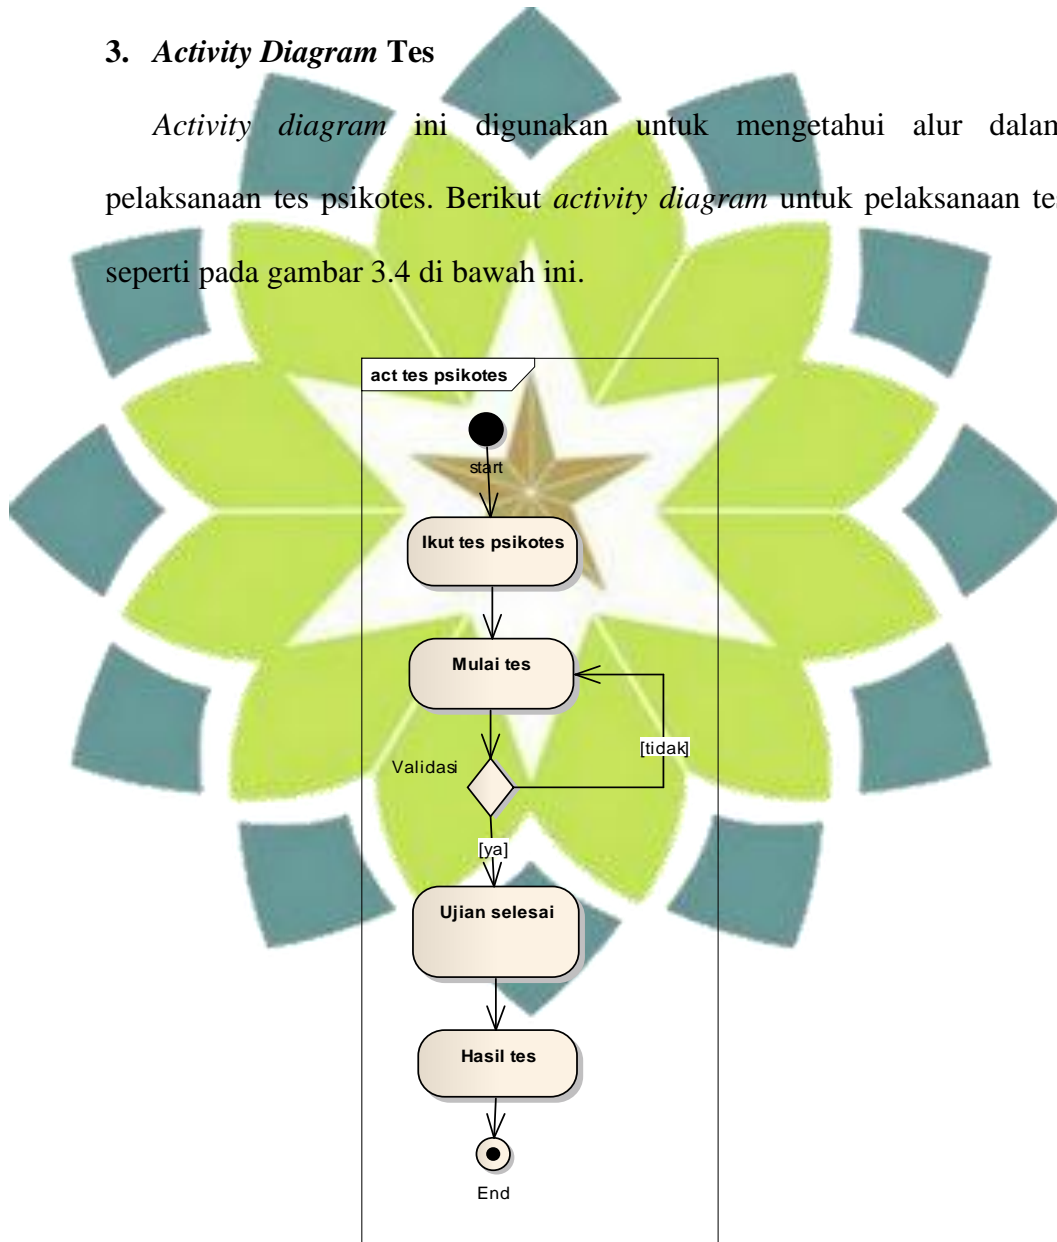 3. Activity Diagram Tes
Activity diagram ini digunakan untuk mengetahui alur dalam
pelaksanaan tes psikotes. Berikut activity diagram untuk pelaksanaan tes
seperti pada gambar 3.4 di bawah ini.
act tes psikotes
start
Ikut tes psikotes
Mulai tes
[tidak]
Validasi
[ya]
Ujian selesai
Hasil tes
End